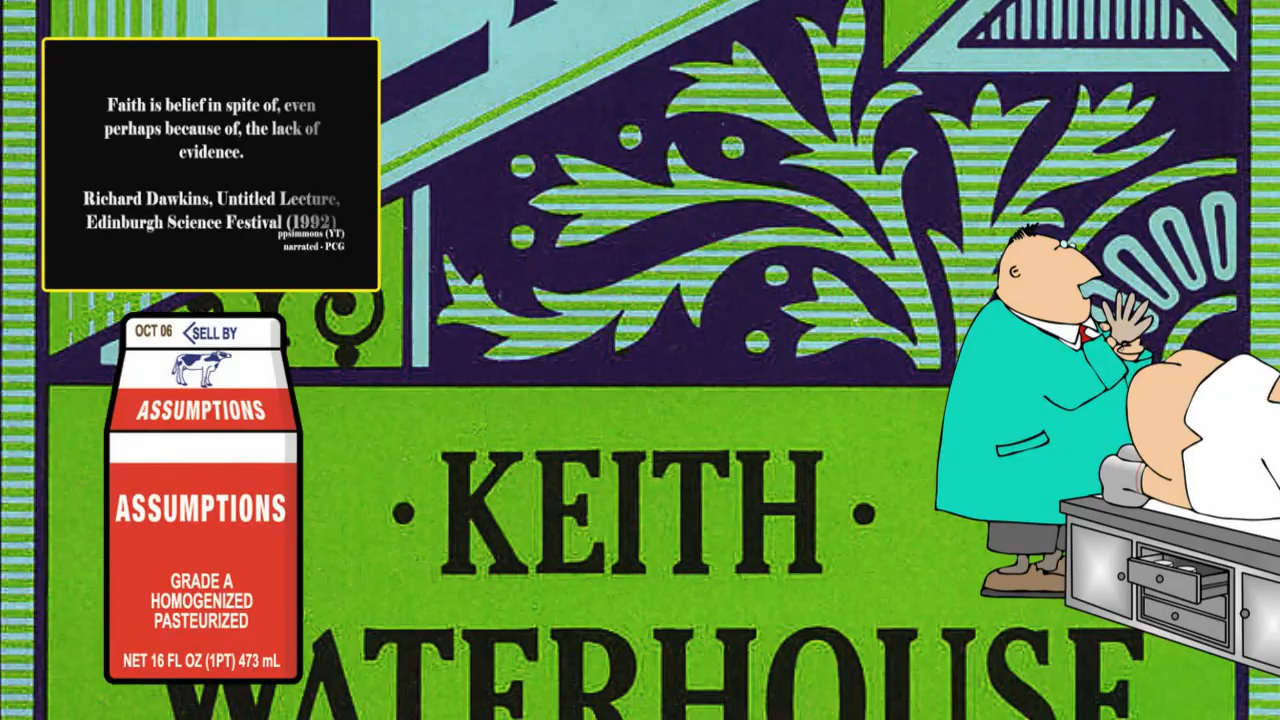 Faith is belief in spite of, even
perhaps because of, the lack of
evidence.
Richard Dawkins, Untitled Lecture,
Edinburgh Science Festival (1992)
ppsimmons (YT)
narrated - PCG
OCT 06 SELL BY
ASSUMPTIONS
ASSUMPTIONS
GRADE A
HOMOGENIZED
PASTEURIZED
NET 16 FL OZ (1PT) 473 mL
· KEITH ·
WATERHOUSE